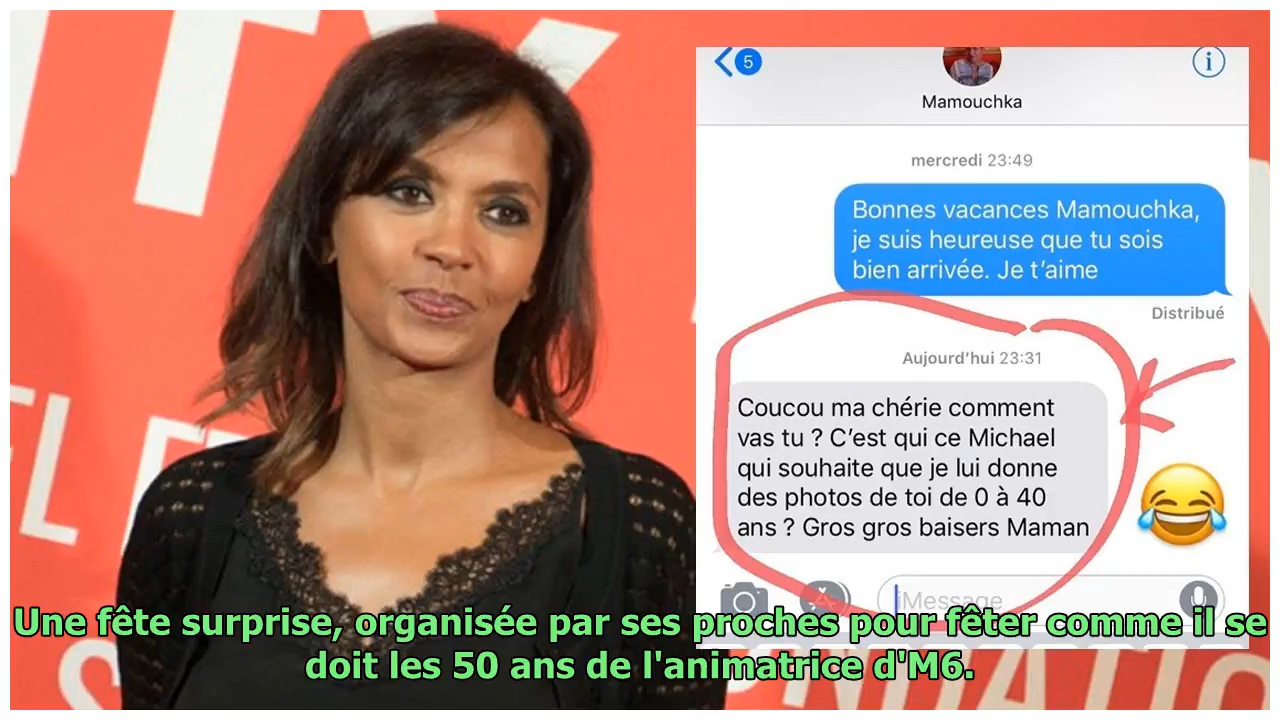 TY
5
Mamouchka
mercredi 23:49
Bonnes vacances Mamouchka,
je suis heureuse que tu sois
bien arrivée. Je t'aime
Distribué
Aujourd'hui 23:31
Coucou ma chérie comment
vas tu ? C'est qui ce Michael
qui souhaite que je lui donne
des photos de toi de 0 à 40
ans ? Gros gros baisers Maman
iMessage
Une fête surprise, organisée par ses proches pour fêter comme il se
doit les 50 ans de l'animatrice d'M6.